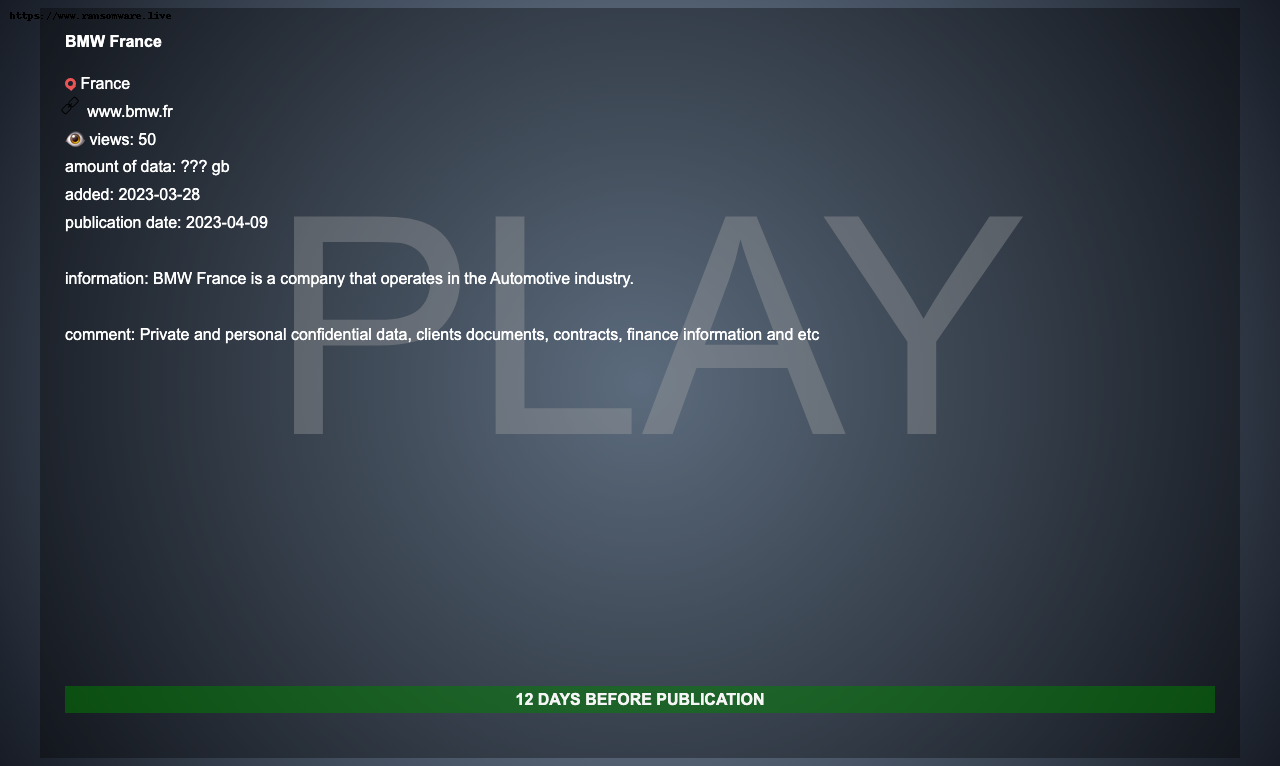 https://www.ransomware.live
BMW France
France
www.bmw.fr
views: 50
amount of data: ??? gb
added: 2023-03-28
publication date: 2023-04-09
information: BMW France is a company that operates in the Automotive industry.
comment: Private and personal confidential data, clients documents, contracts, finance information and etc
PLAY
12 DAYS BEFORE PUBLICATION